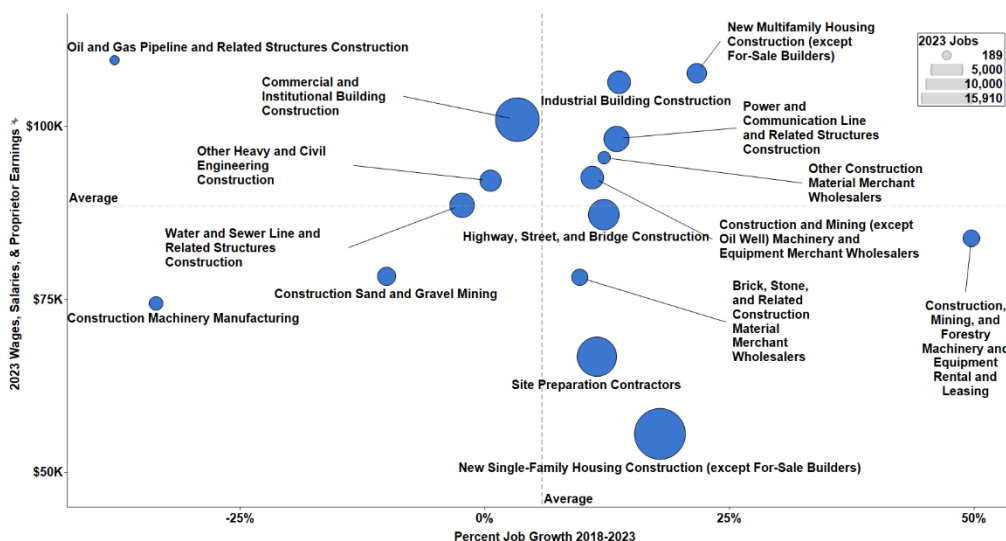 Oil and Gas Pipeline and Related Structures Construction
New Multifamily Housing
Construction (except
For-Sale Builders)
2023 Jobs
189
5,000
10,000
15,910
Commercial and
Institutional Building
Construction
Industrial Building Construction
Power and
Communication Line
and Related Structures
Construction
$100K
Other Heavy and Civil
Engineering
Construction
Other Construction
Material Merchant
Wholesalers
Average
Water and Sewer Line and
Related Structures
Construction
Highway, Street, and Bridge Construction
Construction and Mining (except
Oil Well) Machinery and
Equipment Merchant Wholesalers
Construction Sand and Gravel Mining
Brick, Stone,
and Related
Construction
Material
Merchant
Wholesalers
$75K
Construction Machinery Manufacturing
Construction,
Mining, and
Forestry
Machinery and
Equipment
Rental and
Leasing
Site Preparation Contractors
New Single-Family Housing Construction (except For-Sale Builders)
$50K
Average
-25%
0%
25%
50%
Percent Job Growth 2018-2023
2023 Wages, Salaries, & Proprietor Earnings